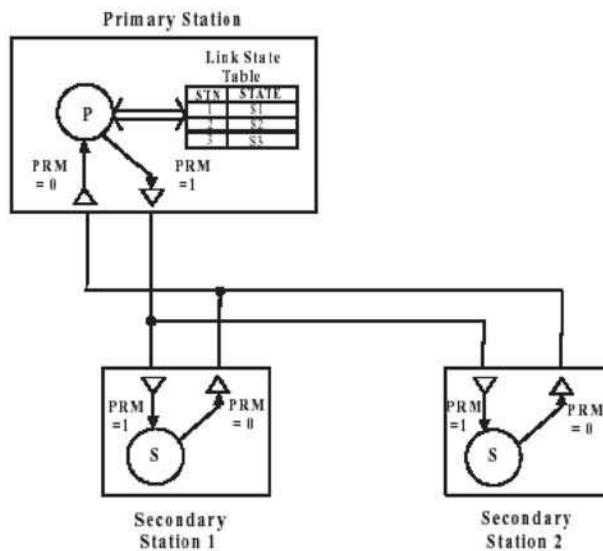 Primary Station
Link State
Table
STN STATE
1 S1
2 S2
3 S3
P
PRM
= 0
PRM
=1
PRM
=1
PRM
= 0
S
PRM
=1
PRM
=0
S
Secondary
Station 1
Secondary
Station 2